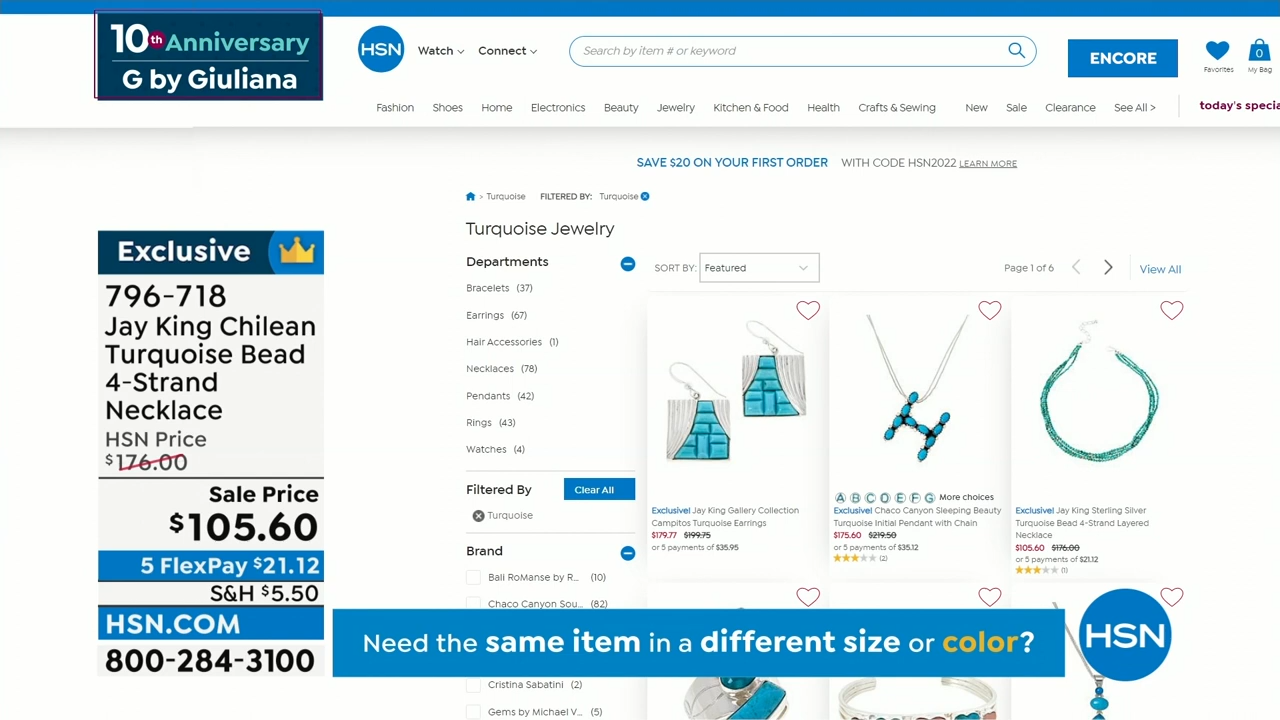 10th Anniversary
G by Giuliana
HSN
Watch
Connect
Search by item # or keyword
ENCORE
Favorites
0
My Bag
Fashion
Shoes
Home
Electronics
Beauty
Jewelry
Kitchen & Food
Health
Crafts & Sewing
New
Sale
Clearance
See All >
today's specia
SAVE $20 ON YOUR FIRST ORDER WITH CODE HSN2022 LEARN MORE
> Turquoise FILTERED BY: Turquoise
Turquoise Jewelry
Exclusive
796-718
Jay King Chilean
Turquoise Bead
4-Strand
Necklace
HSN Price
$176.00
Sale Price
$105.60
5 FlexPay $21.12
S&H $5.50
HSN.COM
800-284-3100
Departments
Bracelets (37)
Earrings (67)
Hair Accessories (1)
Necklaces (78)
Pendants (42)
Rings (43)
Watches (4)
Filtered By
Clear All
Turquoise
Brand
Bali RoManse by R... (10)
Chaco Canyon Sou... (82)
Cristina Sabatini (2)
Gems by Michael V... (5)
SORT BY: Featured
Page 1 of 6
View All
Exclusive! Jay King Gallery Collection
Campitos Turquoise Earrings
$179.77 $199.75
or 5 payments of $35.95
A B C D E F G More choices
Exclusive! Chaco Canyon Sleeping Beauty
Turquoise Initial Pendant with Chain
$175.60 $219.50
or 5 payments of $35.12
(2)
Exclusive! Jay King Sterling Silver
Turquoise Bead 4-Strand Layered
Necklace
$105.60 $176.00
or 5 payments of $21.12
(1)
Need the same item in a different size or color?
HSN